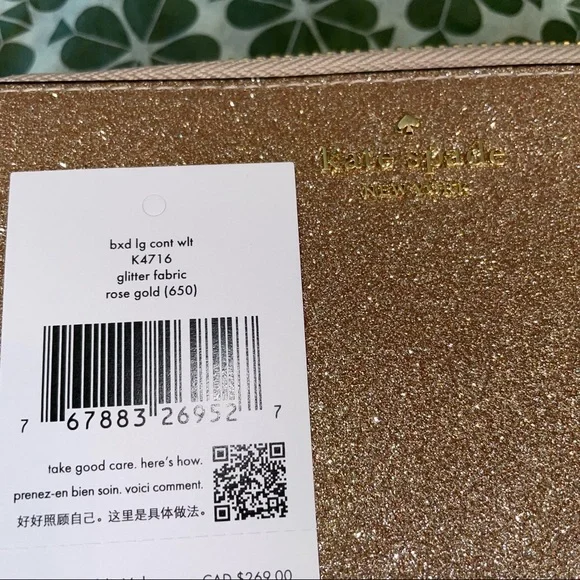 kate spade
NEW YORK
bxd lg cont wlt
K4716
glitter fabric
rose gold (650)
7 67883 26952 7
take good care. here's how.
prenez-en bien soin. voici comment.
好好照顾自己。这里是具体做法。
CAD $269.00